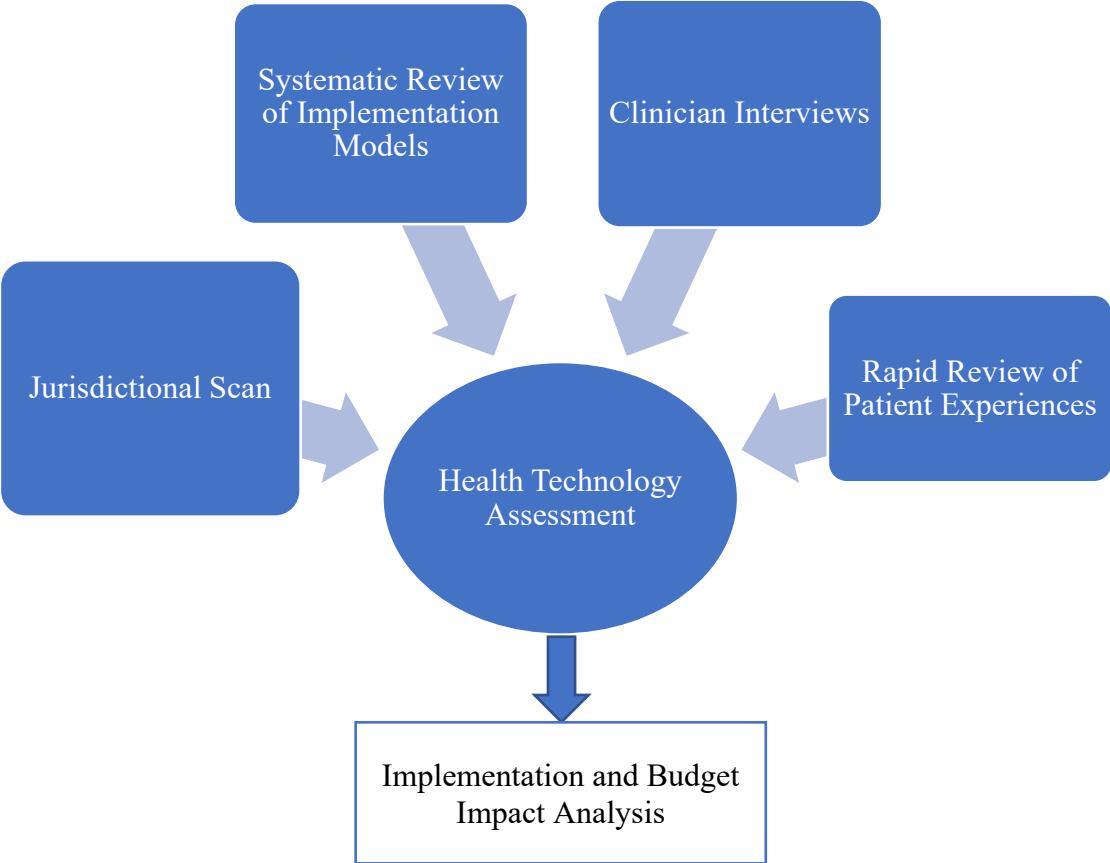 Systematic Review
of Implementation
Models
Clinician Interviews
Jurisdictional Scan
Rapid Review of
Patient Experiences
Health Technology
Assessment
Implementation and Budget
Impact Analysis